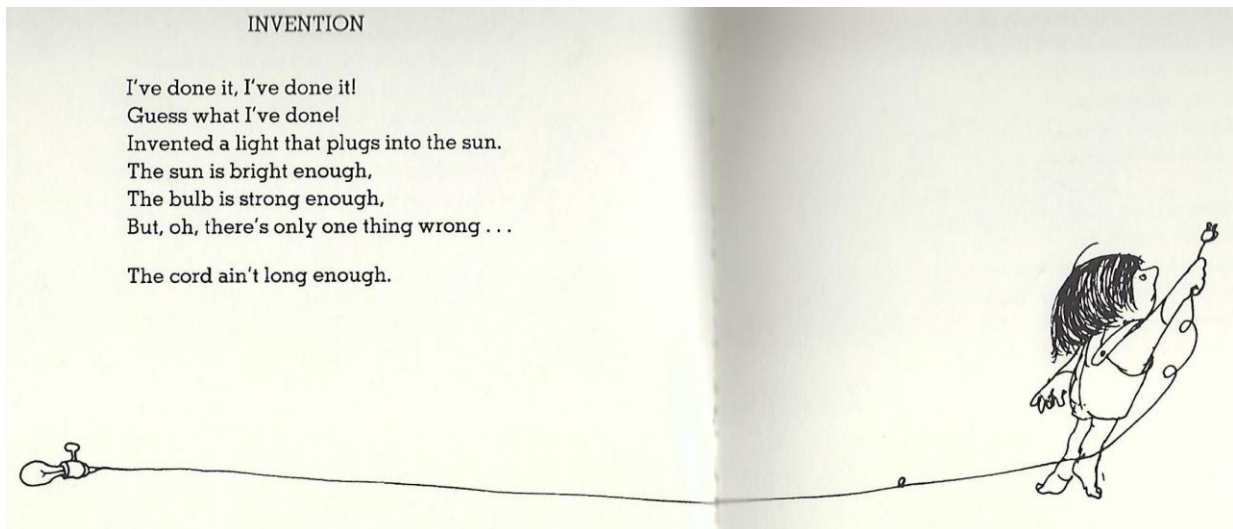 INVENTION
I've done it, I've done it!
Guess what I've done!
Invented a light that plugs into the sun.
The sun is bright enough,
The bulb is strong enough,
But, oh, there's only one thing wrong . . .
The cord ain't long enough.